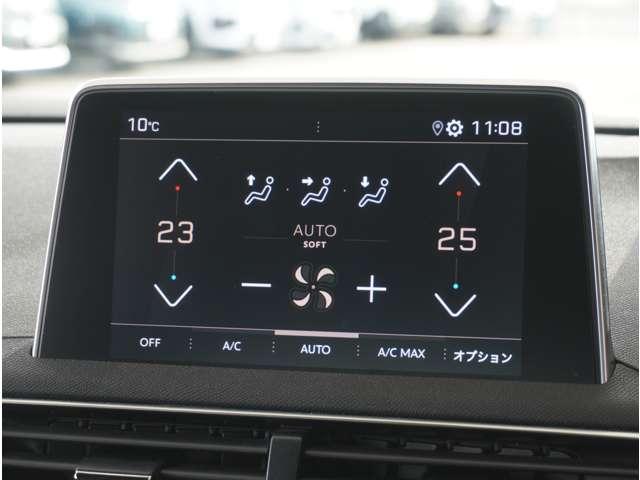 10°C 11:08
23 25
AUTO
SOFT
OFF A/C AUTO A/C MAX オプション